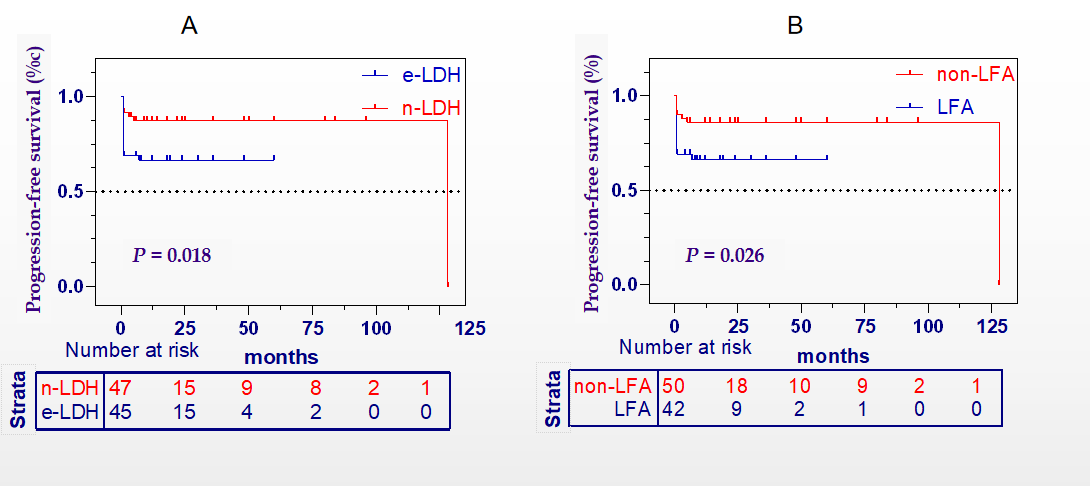 A
Progression-free survival (%c)
e-LDH
n-LDH
1.0
0.5
0.0
P = 0.018
0 25 50 75 100 125
Number at risk
months
Strata
n-LDH 47 15 9 8 2 1
e-LDH 45 15 4 2 0 0
B
Progression-free survival (%)
non-LFA
LFA
1.0
0.5
0.0
P = 0.026
0 25 50 75 100 125
Number at risk
months
Strata
non-LFA 50 18 10 9 2 1
LFA 42 9 2 1 0 0